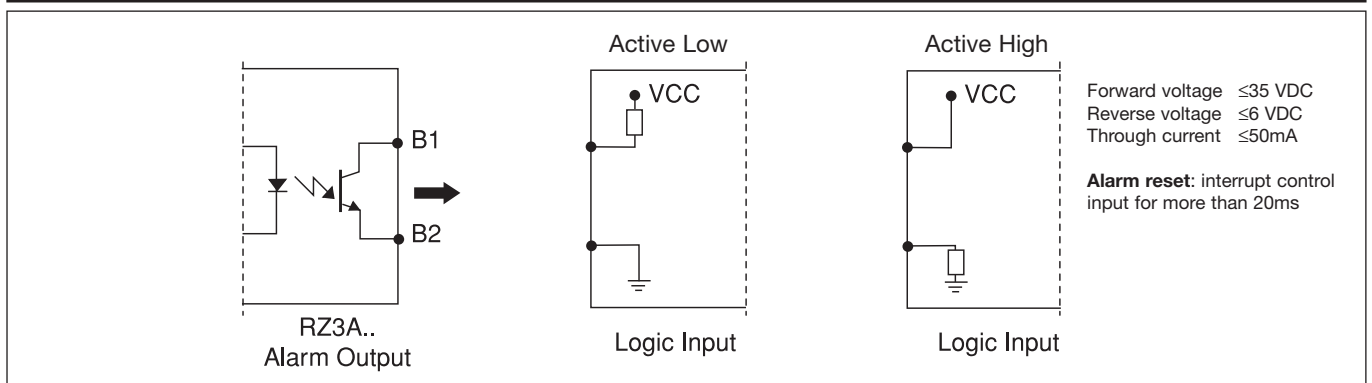 Active Low
Active High
VCC
VCC
Forward voltage ≤35 VDC
Reverse voltage ≤6 VDC
Through current ≤50mA
B1
Alarm reset: interrupt control
input for more than 20ms
B2
RZ3A..
Alarm Output
Logic Input
Logic Input